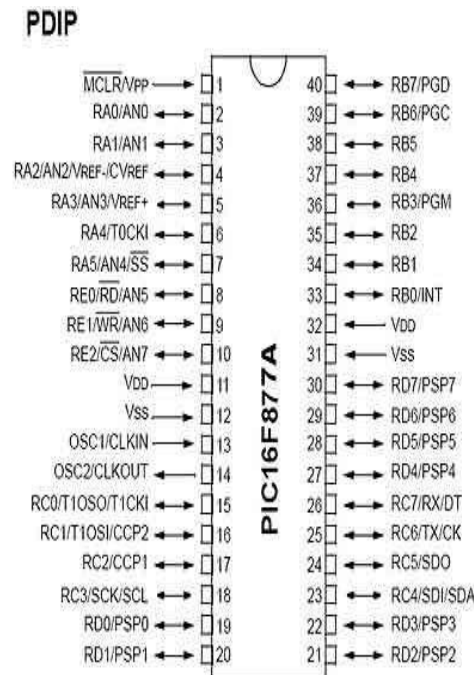 PDIP
MCLR/VPP 1 40 RB7/PGD
RA0/AN0 2 39 RB6/PGC
RA1/AN1 3 38 RB5
RA2/AN2/VREF-/CVREF 4 37 RB4
RA3/AN3/VREF+ 5 36 RB3/PGM
RA4/T0CKI 6 35 RB2
RA5/AN4/SS 7 34 RB1
RE0/RD/AN5 8 33 RB0/INT
RE1/WR/AN6 9 32 VDD
RE2/CS/AN7 10 31 VSS
VDD 11 30 RD7/PSP7
VSS 12 29 RD6/PSP6
OSC1/CLKIN 13 28 RD5/PSP5
OSC2/CLKOUT 14 27 RD4/PSP4
RC0/T1OSO/T1CKI 15 26 RC7/RX/DT
RC1/T1OSI/CCP2 16 25 RC6/TX/CK
RC2/CCP1 17 24 RC5/SDO
RC3/SCK/SCL 18 23 RC4/SDI/SDA
RD0/PSP0 19 22 RD3/PSP3
RD1/PSP1 20 21 RD2/PSP2
PIC16F877A